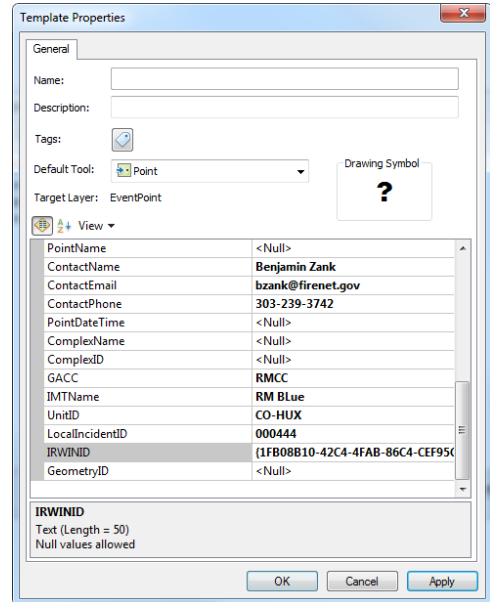 Template Properties
General
Name:
Description:
Tags:
Default Tool: Point
Drawing Symbol
?
Target Layer: EventPoint
A Z View
PointName <Null>
ContactName Benjamin Zank
ContactEmail bzank@firenet.gov
ContactPhone 303-239-3742
PointDateTime <Null>
ComplexName <Null>
ComplexID <Null>
GACC RMCC
IMTName RM BLue
UnitID CO-HUX
LocalIncidentID 000444
IRWINID {1FB08B10-42C4-4FAB-86C4-CEF95C
GeometryID <Null>
IRWINID
Text (Length = 50)
Null values allowed
OK Cancel Apply